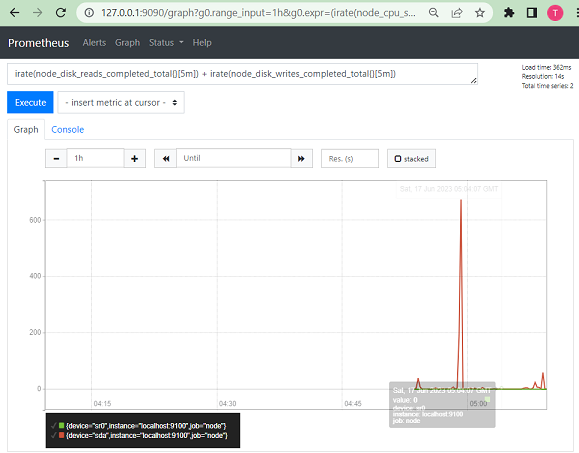 127.0.0.1:9090/graph?g0.range_input=1h&g0.expr=(irate(node_cpu_s...
T
Prometheus Alerts Graph Status Help
irate(node_disk_reads_completed_total()[5m]) + irate(node_disk_writes_completed_total()[5m])
Load time: 362ms
Resolution: 14s
Total time series: 2
Execute - insert metric at cursor -
Graph Console
1h Until Res. (s) stacked
Sat, 17 Jun 2023 05:04:07 GMT
600
400
200
0
04:15 04:30 04:45 05:00
Sat, 17 Jun 2023 05:04:07 GMT
value: 0
device: sr0
instance: localhost:9100
job: node
✓ {device="sr0",instance="localhost:9100",job="node"}
✓ {device="sda",instance="localhost:9100",job="node"}